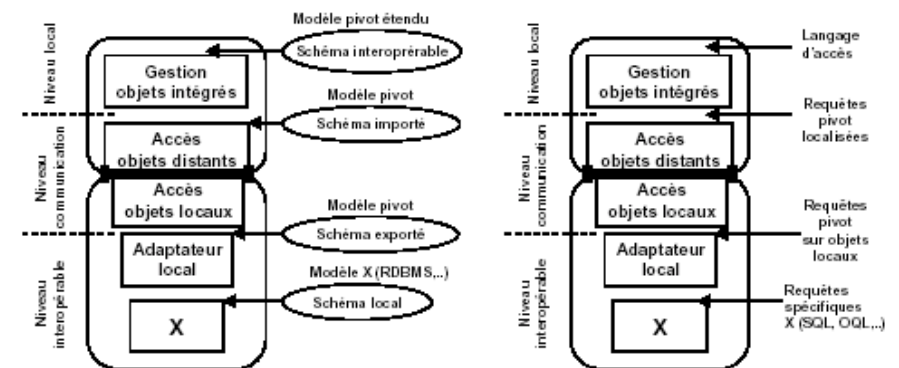 Modèle pivot étendu
Niveau local
Schéma interoprérable
Gestion
objets intégrés
Modèle pivot
Schéma importé
Niveau
communication
Accès
objets distants
Accès
objets locaux
Modèle pivot
Schéma exporté
Niveau
interopérable
Adaptateur
local
Modèle X (RDBMS,..)
Schéma local
X
Niveau local
Langage
d'accès
Gestion
objets intégrés
Requêtes
pivot
localisées
Niveau
communication
Accès
objets distants
Accès
objets locaux
Requêtes
pivot
sur objets
locaux
Niveau
interopérable
Adaptateur
local
Requêtes
spécifiques
X (SQL, OQL,..)
X